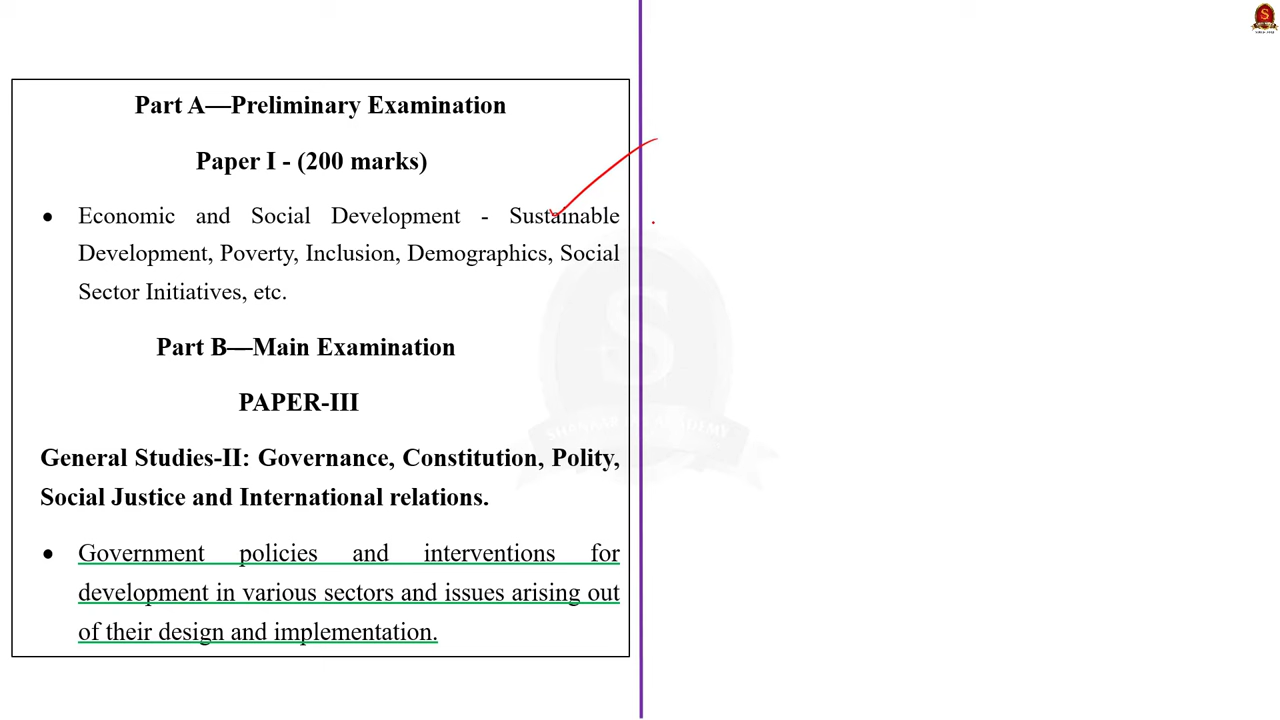 Part A—Preliminary Examination
Paper I - (200 marks)
● Economic and Social Development - Sustainable
Development, Poverty, Inclusion, Demographics, Social
Sector Initiatives, etc.
Part B—Main Examination
PAPER-III
General Studies-II: Governance, Constitution, Polity,
Social Justice and International relations.
● Government policies and interventions for
development in various sectors and issues arising out
of their design and implementation.
S